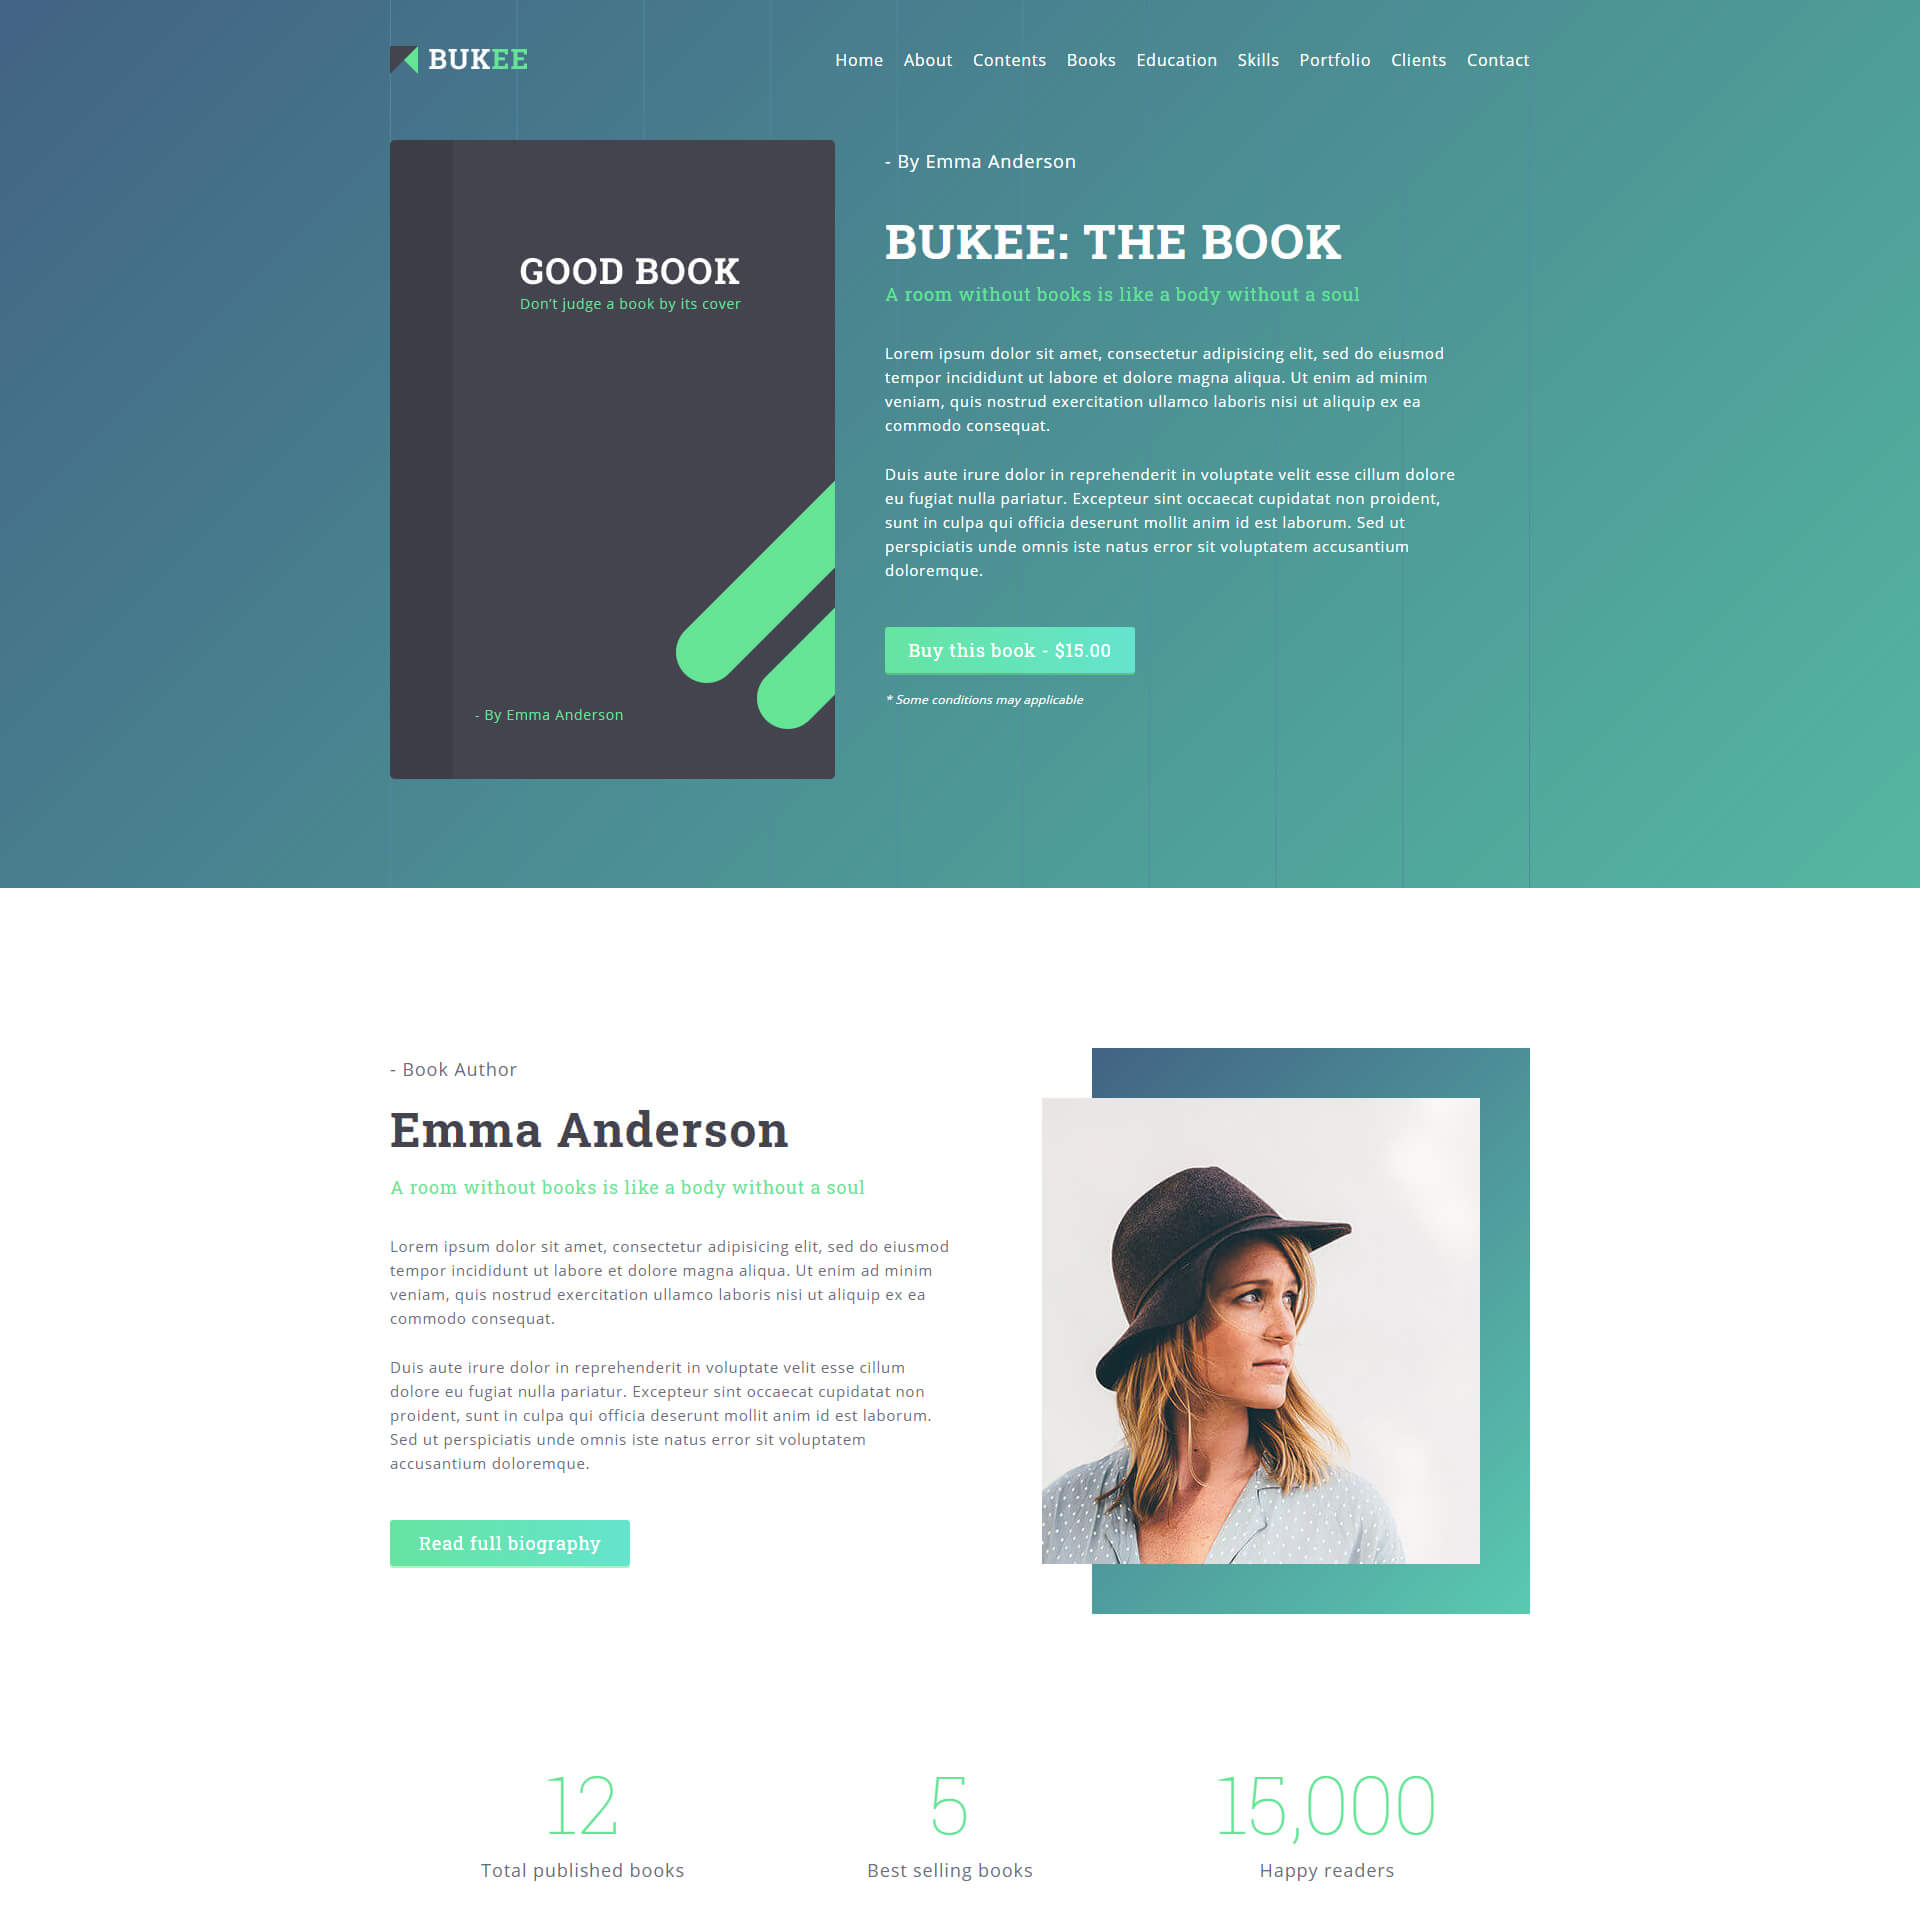 BUKEE
Home About Contents Books Education Skills Portfolio Clients Contact
GOOD BOOK
Don't judge a book by its cover
- By Emma Anderson
- By Emma Anderson
BUKEE: THE BOOK
A room without books is like a body without a soul
Lorem ipsum dolor sit amet, consectetur adipisicing elit, sed do eiusmod
tempor incididunt ut labore et dolore magna aliqua. Ut enim ad minim
veniam, quis nostrud exercitation ullamco laboris nisi ut aliquip ex ea
commodo consequat.
Duis aute irure dolor in reprehenderit in voluptate velit esse cillum dolore
eu fugiat nulla pariatur. Excepteur sint occaecat cupidatat non proident,
sunt in culpa qui officia deserunt mollit anim id est laborum. Sed ut
perspiciatis unde omnis iste natus error sit voluptatem accusantium
doloremque.
Buy this book - $15.00
* Some conditions may applicable
- Book Author
Emma Anderson
A room without books is like a body without a soul
Lorem ipsum dolor sit amet, consectetur adipisicing elit, sed do eiusmod
tempor incididunt ut labore et dolore magna aliqua. Ut enim ad minim
veniam, quis nostrud exercitation ullamco laboris nisi ut aliquip ex ea
commodo consequat.
Duis aute irure dolor in reprehenderit in voluptate velit esse cillum
dolore eu fugiat nulla pariatur. Excepteur sint occaecat cupidatat non
proident, sunt in culpa qui officia deserunt mollit anim id est laborum.
Sed ut perspiciatis unde omnis iste natus error sit voluptatem
accusantium doloremque.
Read full biography
12
Total published books
5
Best selling books
15,000
Happy readers